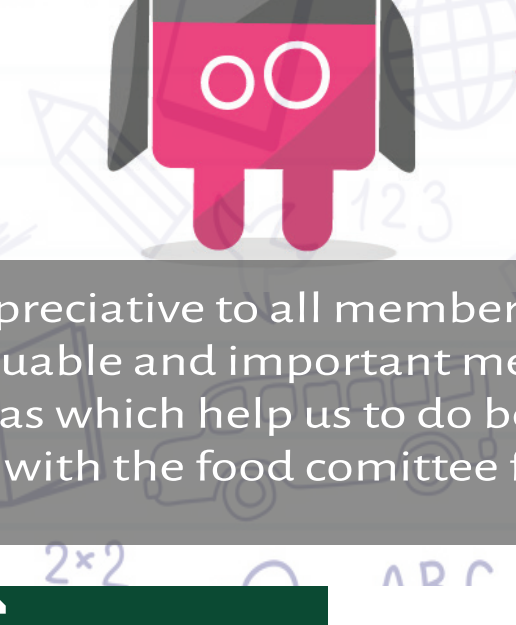 123
preciative to all member
uable and important me
as which help us to do b
with the food comittee
2×2
ABC